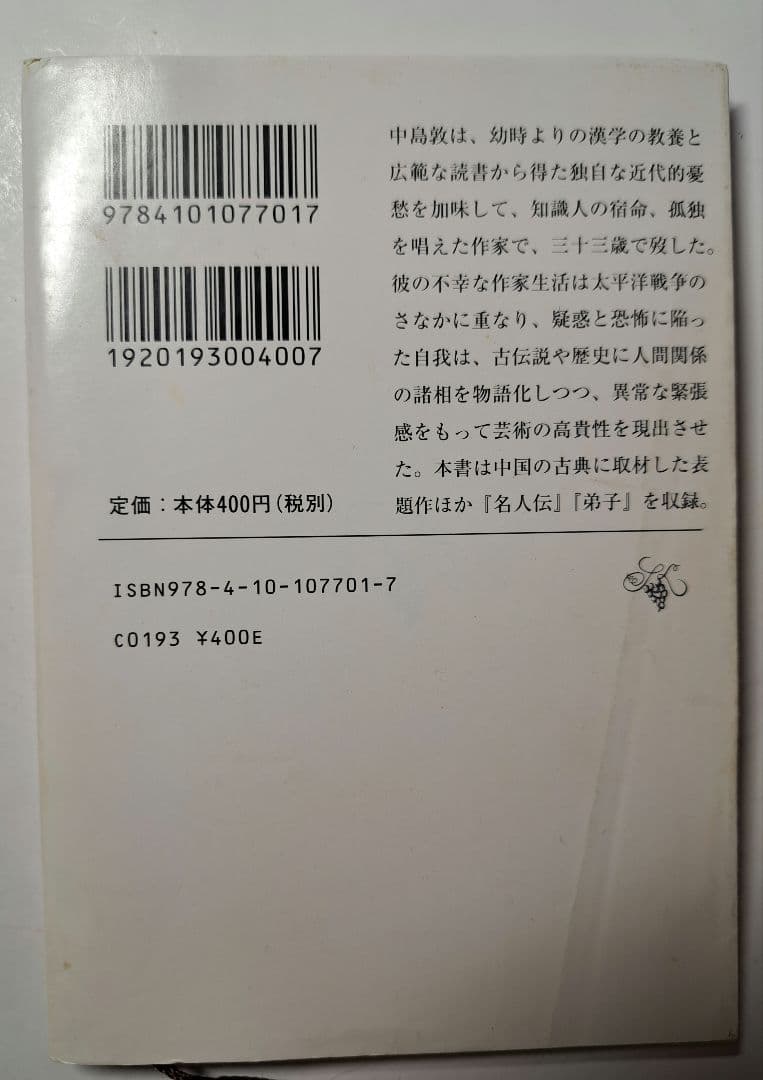 9784101077017
1920193004007
定価：本体400円(税別)
中島敦は、幼時よりの漢学の教養と
広範な読書から得た独自な近代的憂
愁を加味して、知識人の宿命、孤独
を唱えた作家で、三十三歳で歿した。
彼の不幸な作家生活は太平洋戦争の
さなかに重なり、疑惑と恐怖に陥っ
た自我は、古伝説や歴史に人間関係
の諸相を物語化しつつ、異常な緊張
感をもって芸術の高貴性を現出させ
た。本書は中国の古典に取材した表
題作ほか『名人伝』『弟子』を収録。
ISBN978-4-10-107701-7
C0193 ¥400E